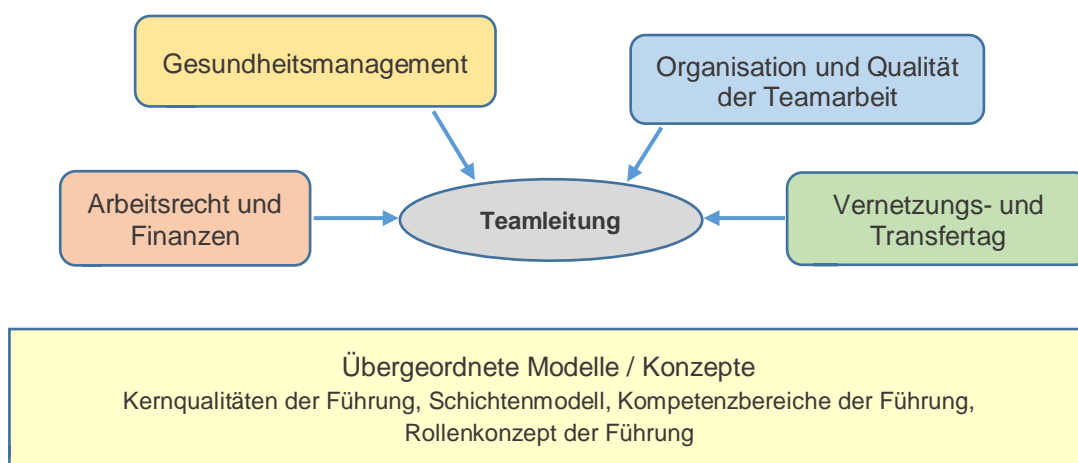 Gesundheitsmanagement
Organisation und Qualität
der Teamarbeit
Arbeitsrecht und
Finanzen
Teamleitung
Vernetzungs- und
Transfertag
Übergeordnete Modelle / Konzepte
Kernqualitäten der Führung, Schichtenmodell, Kompetenzbereiche der Führung,
Rollenkonzept der Führung